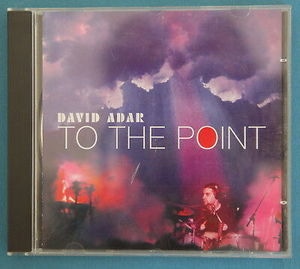 DAVID ADAR
TO THE POINT